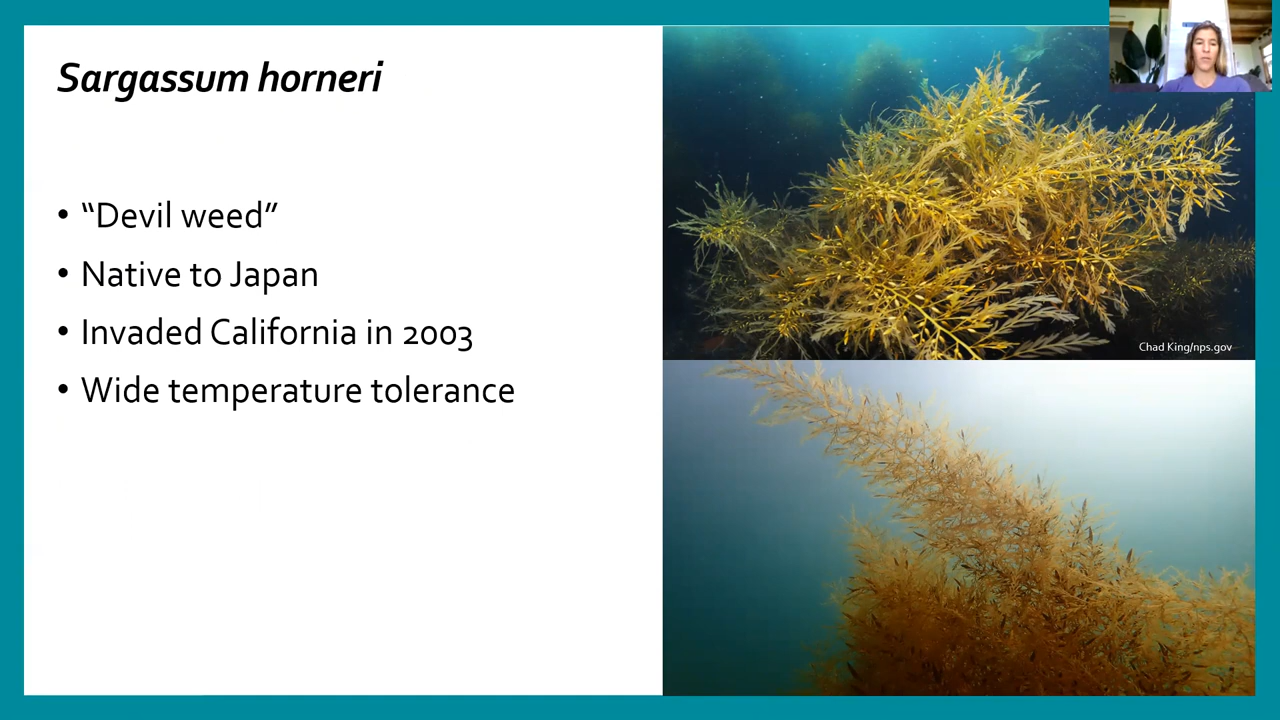 Sargassum horneri
• “Devil weed”
• Native to Japan
• Invaded California in 2003
• Wide temperature tolerance
Chad King/nps.gov